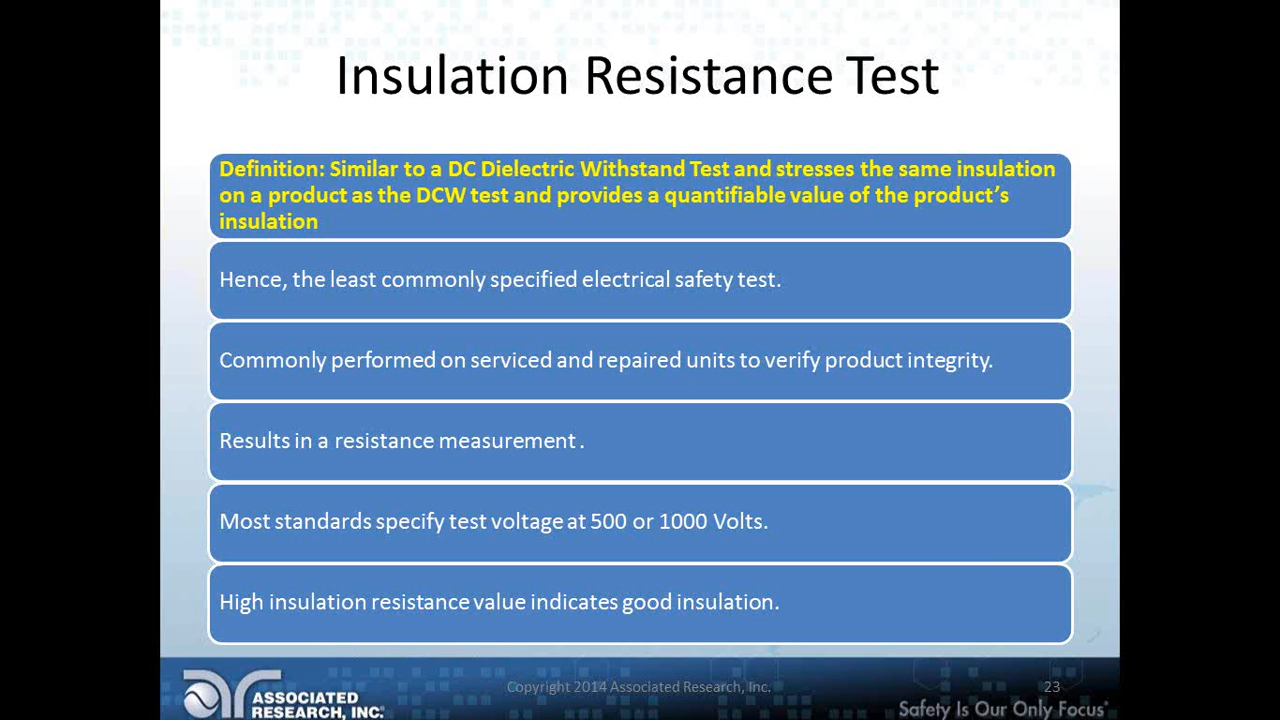 Insulation Resistance Test
Definition: Similar to a DC Dielectric Withstand Test and stresses the same insulation
on a product as the DCW test and provides a quantifiable value of the product’s
insulation
Hence, the least commonly specified electrical safety test.
Commonly performed on serviced and repaired units to verify product integrity.
Results in a resistance measurement .
Most standards specify test voltage at 500 or 1000 Volts.
High insulation resistance value indicates good insulation.
ASSOCIATED
RESEARCH, INC.
Copyright 2014 Associated Research, Inc.
23
Safety Is Our Only Focus